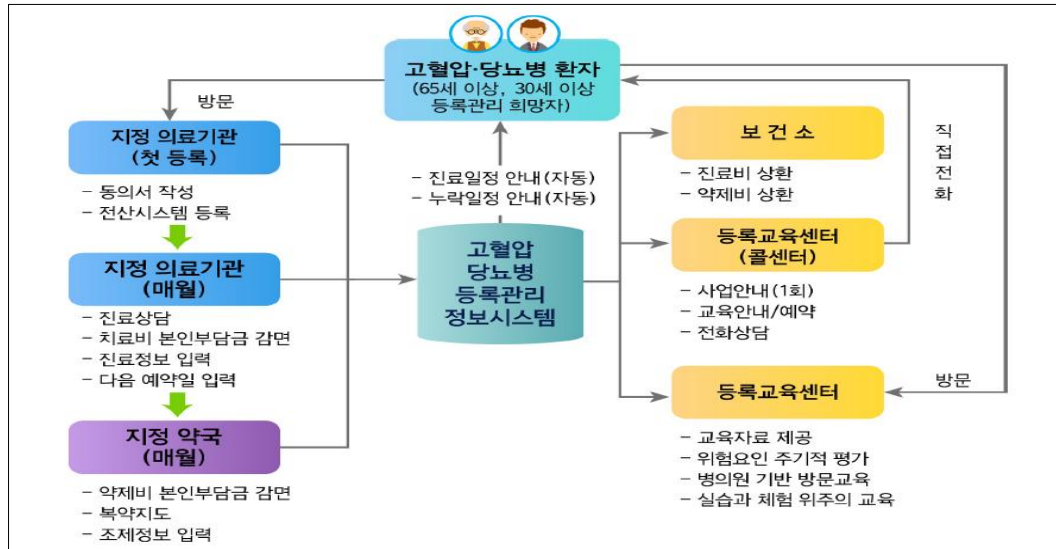 고혈압·당뇨병 환자
(65세 이상, 30세 이상
등록관리 희망자)
방문
지정 의료기관
(첫 등록)
- 동의서 작성
- 전산시스템 등록
지정 의료기관
(매월)
- 진료상담
- 치료비 본인부담금 감면
- 진료정보 입력
- 다음 예약일 입력
지정 약국
(매월)
- 약제비 본인부담금 감면
- 복약지도
- 조제정보 입력
- 진료일정 안내(자동)
- 누락일정 안내(자동)
고혈압
당뇨병
등록관리
정보시스템
보 건 소
- 진료비 상환
- 약제비 상환
등록교육센터
(콜센터)
- 사업안내(1회)
- 교육안내/예약
- 전화상담
등록교육센터
- 교육자료 제공
- 위험요인 주기적 평가
- 병의원 기반 방문교육
- 실습과 체험 위주의 교육
직
접
전
화
방문